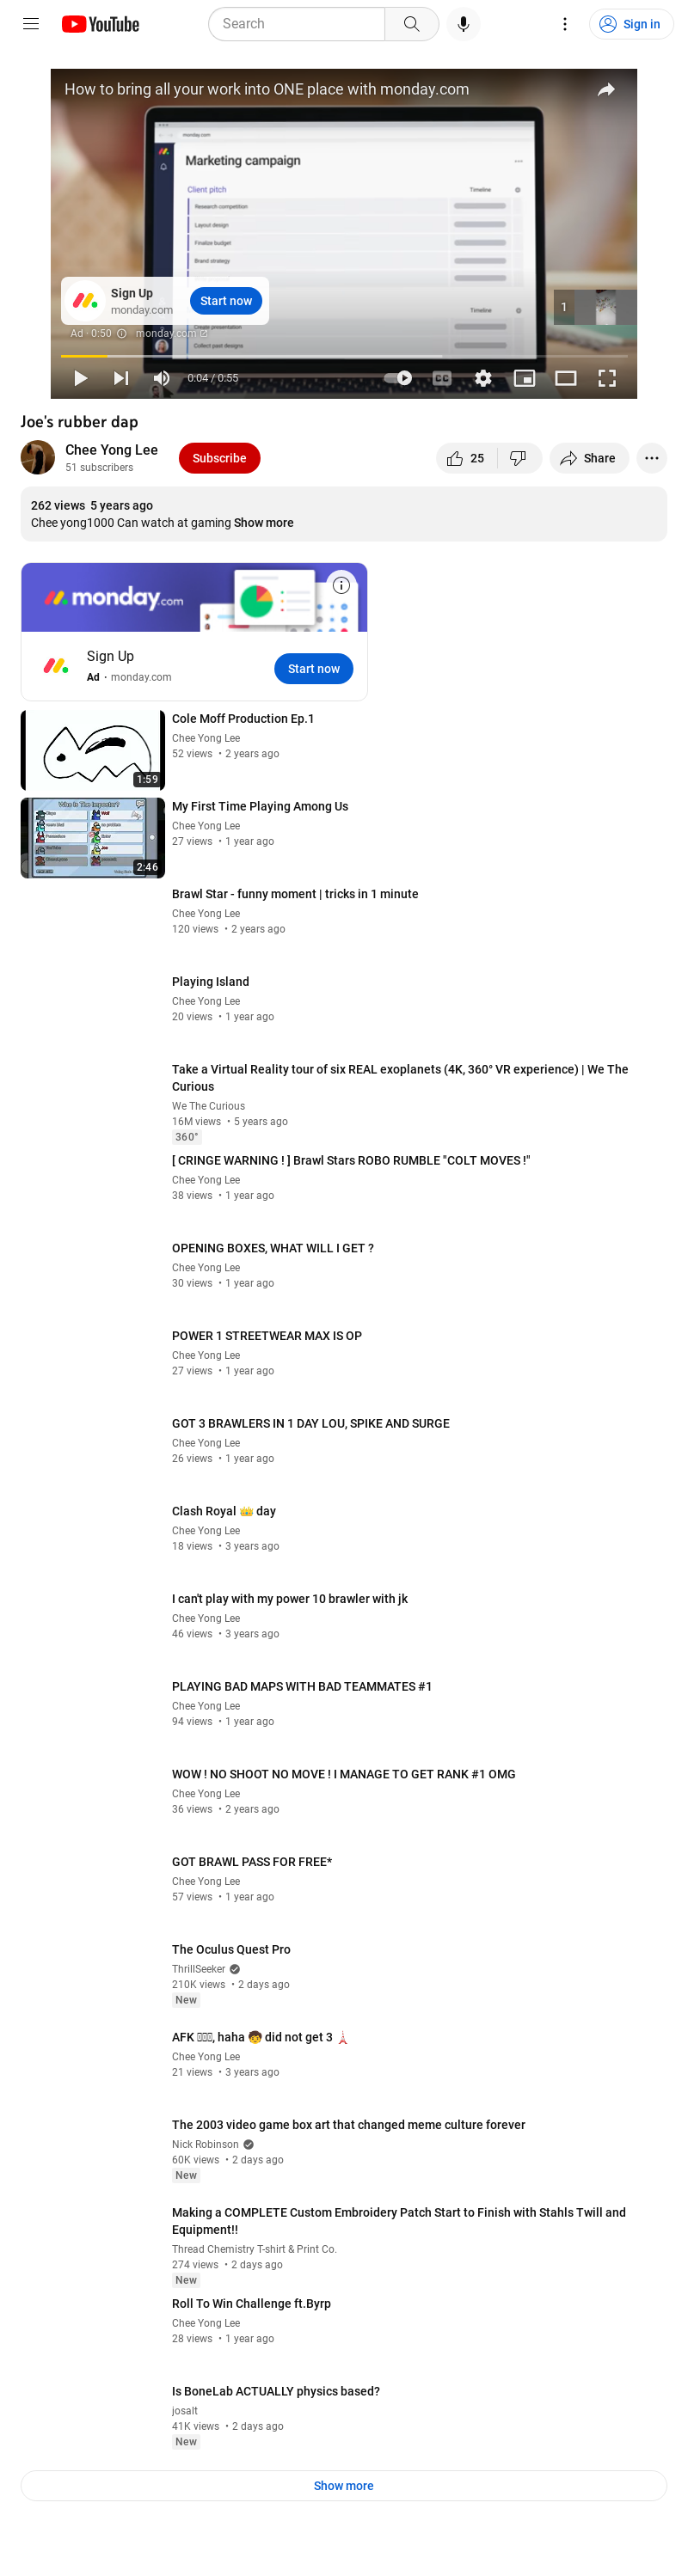 YouTube
Search
Sign in
How to bring all your work into ONE place with monday.com
Marketing campaign
Client pitch
Timeline
Research competition
Layout design
Finalize budget
Timeline
Create presentation
Collect past designs
Sign Up
monday.com
Start now
1
Ad · 0:50
monday.com
0:04 / 0:55
CC
Joe's rubber dap
Chee Yong Lee
51 subscribers
Subscribe
25
Share
262 views 5 years ago
Chee yong1000 Can watch at gaming Show more
monday.com
Sign Up
Ad · monday.com
Start now
Cole Moff Production Ep.1
Chee Yong Lee
52 views • 2 years ago
1:59
My First Time Playing Among Us
Chee Yong Lee
27 views • 1 year ago
Who Is The Impostor?
2:46
Brawl Star - funny moment | tricks in 1 minute
Chee Yong Lee
120 views • 2 years ago
Playing Island
Chee Yong Lee
20 views • 1 year ago
Take a Virtual Reality tour of six REAL exoplanets (4K, 360° VR experience) | We The
Curious
We The Curious
16M views • 5 years ago
360°
[ CRINGE WARNING ! ] Brawl Stars ROBO RUMBLE "COLT MOVES !"
Chee Yong Lee
38 views • 1 year ago
OPENING BOXES, WHAT WILL I GET ?
Chee Yong Lee
30 views • 1 year ago
POWER 1 STREETWEAR MAX IS OP
Chee Yong Lee
27 views • 1 year ago
GOT 3 BRAWLERS IN 1 DAY LOU, SPIKE AND SURGE
Chee Yong Lee
26 views • 1 year ago
Clash Royal 👑 day
Chee Yong Lee
18 views • 3 years ago
I can't play with my power 10 brawler with jk
Chee Yong Lee
46 views • 3 years ago
PLAYING BAD MAPS WITH BAD TEAMMATES #1
Chee Yong Lee
94 views • 1 year ago
WOW ! NO SHOOT NO MOVE ! I MANAGE TO GET RANK #1 OMG
Chee Yong Lee
36 views • 2 years ago
GOT BRAWL PASS FOR FREE*
Chee Yong Lee
57 views • 1 year ago
The Oculus Quest Pro
ThrillSeeker
210K views • 2 days ago
New
AFK , haha 🧒 did not get 3 🗼
Chee Yong Lee
21 views • 3 years ago
The 2003 video game box art that changed meme culture forever
Nick Robinson
60K views • 2 days ago
New
Making a COMPLETE Custom Embroidery Patch Start to Finish with Stahls Twill and
Equipment!!
Thread Chemistry T-shirt & Print Co.
274 views • 2 days ago
New
Roll To Win Challenge ft.Byrp
Chee Yong Lee
28 views • 1 year ago
Is BoneLab ACTUALLY physics based?
josalt
41K views • 2 days ago
New
Show more